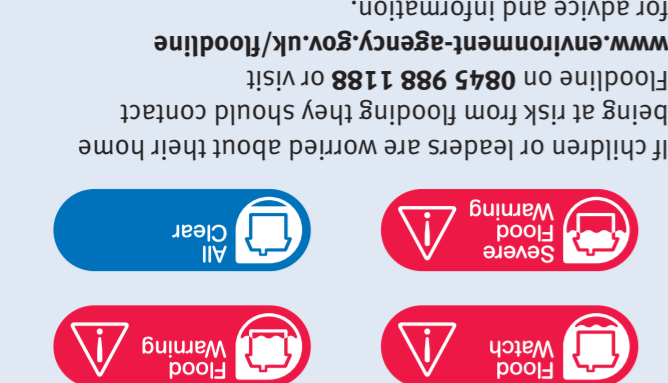 Flood
Watch
Flood
Warning
Severe
Flood
Warning
All
Clear
If children or leaders are worried about their home
being at risk from flooding they should contact
Floodline on 0845 988 1188 or visit
www.environment-agency.gov.uk/floodline
for advice and information.